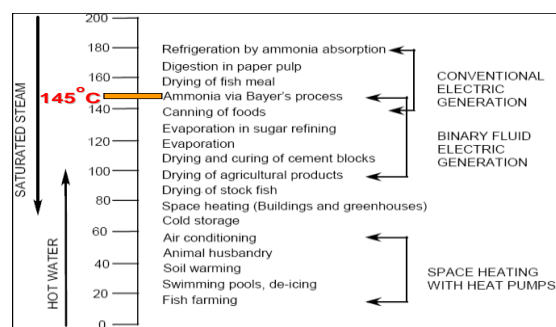 200
180
160
145°C
140
120
100
80
60
40
20
0
SATURATED STEAM
HOT WATER
Refrigeration by ammonia absorption
Digestion in paper pulp
Drying of fish meal
Ammonia via Bayer's process
Canning of foods
Evaporation in sugar refining
Evaporation
Drying and curing of cement blocks
Drying of agricultural products
Drying of stock fish
Space heating (Buildings and greenhouses)
Cold storage
Air conditioning
Animal husbandry
Soil warming
Swimming pools, de-icing
Fish farming
CONVENTIONAL
ELECTRIC
GENERATION
BINARY FLUID
ELECTRIC
GENERATION
SPACE HEATING
WITH HEAT PUMPS